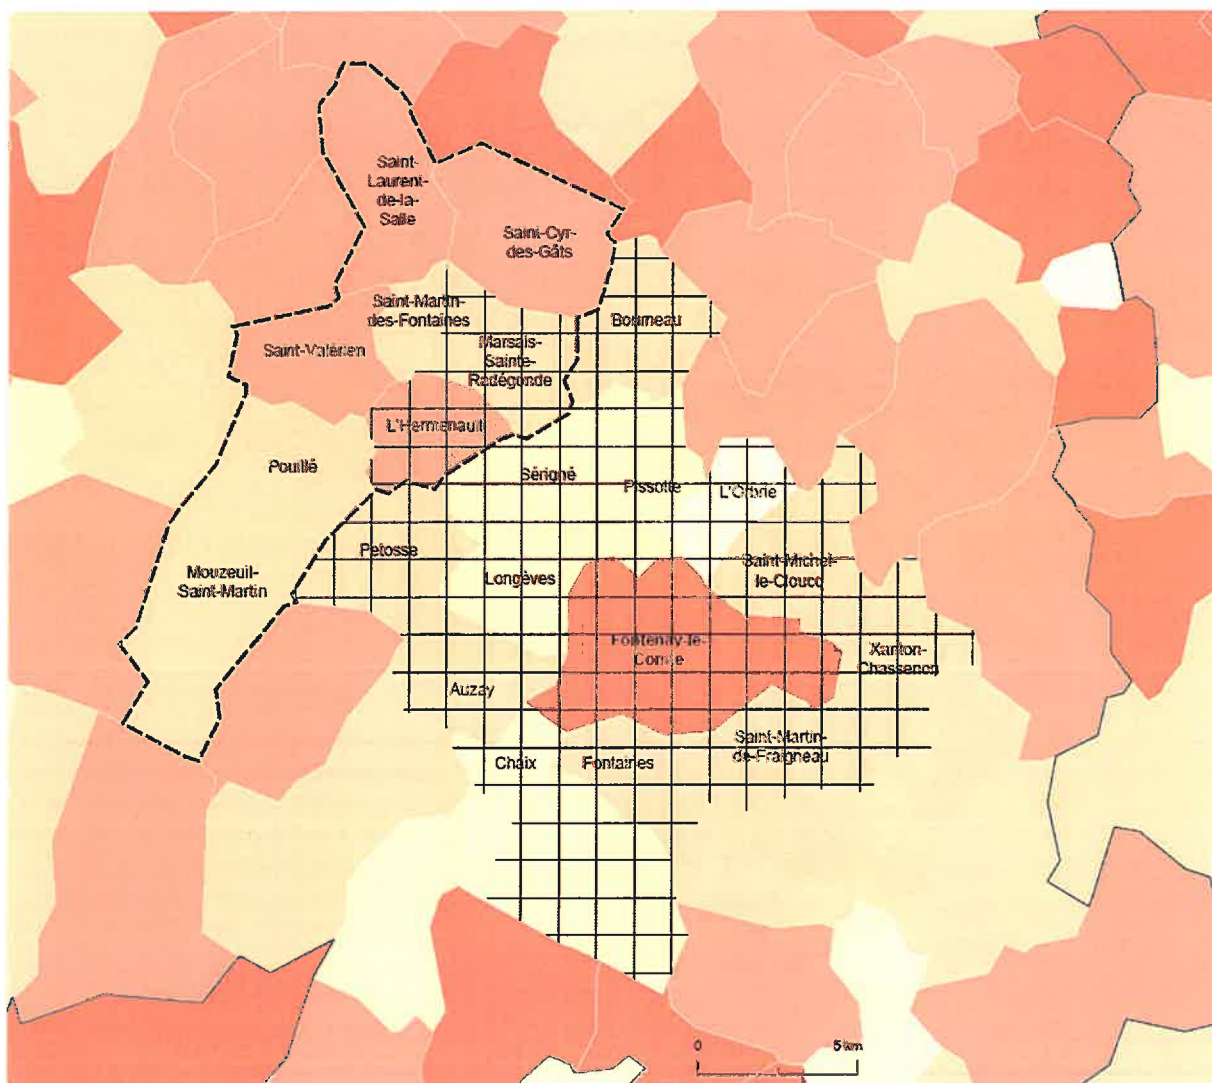 Saint-
Laurent-
de-la-
Salle
Saint-Cyr-
des-Gâts
Saint-Martin-
des-Fontaines
Bourneau
Saint-Valérien
Marsais-
Sainte-
Radégonde
L'Hermenault
Pouillé
Sérigné
Pissotte
L'Orbrie
Petosse
Saint-Michel-
le-Cloucq
Mouzeuil-
Saint-Martin
Longèves
Fontenay-le-
Comte
Xanton-
Chassenon
Auzay
Saint-Martin-
de-Fraigneau
Chaix
Fontaines
0 5 km